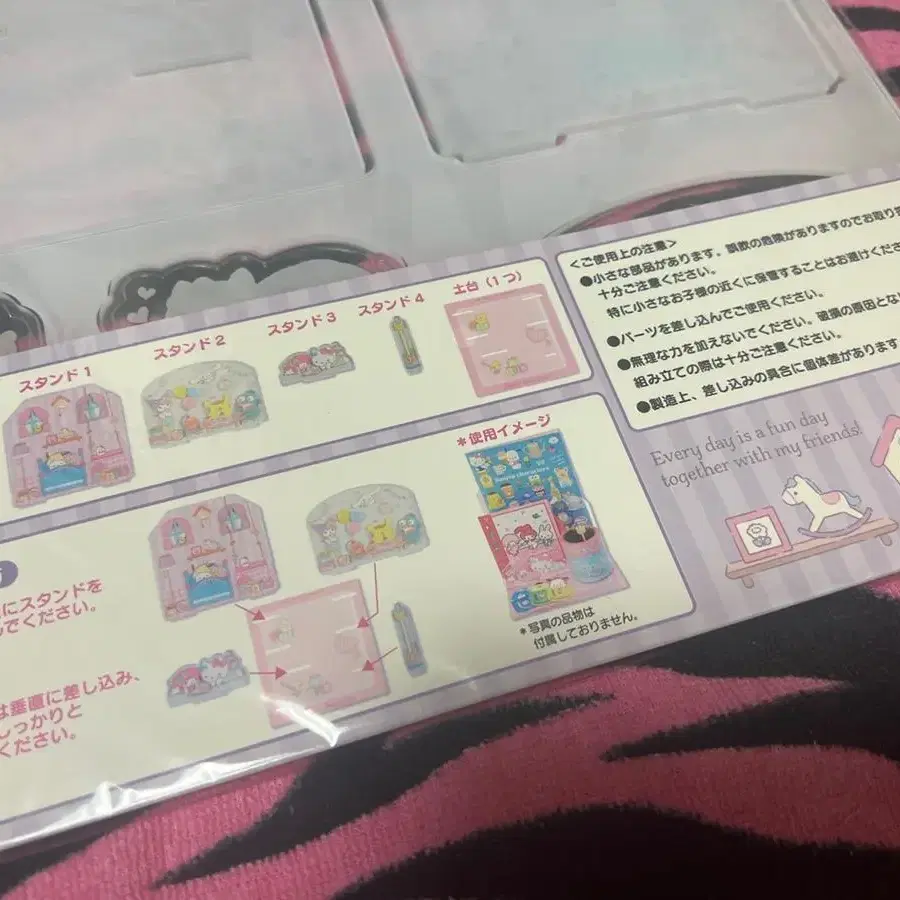 スタンド1
スタンド2
スタンド3
スタンド4
土台(1つ)
にスタンドを
でください。
は垂直に差し込み、
しっかりと
ください。
*使用イメージ
*写真の品物は
付属しておりません。
<ご使用上の注意>
●小さな部品があります。誤飲の危険がありますのでお取り
十分ご注意ください。
特に小さなお子様の近くに保管することはお避けくださ
●パーツを差し込んでご使用ください。
●無理な力を加えないでください。破損の原因とな
組み立ての際は十分ご注意ください。
●製造上、差し込みの具合に個体差があります
Every day is a fun day
together with my friends!